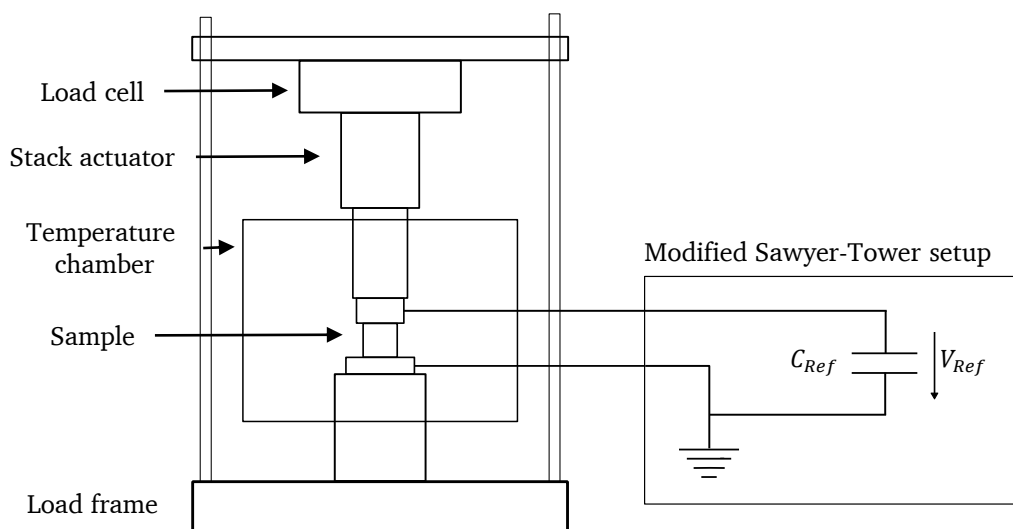 Load cell
Stack actuator
Temperature
chamber
Modified Sawyer-Tower setup
Sample
C_Ref
V_Ref
Load frame